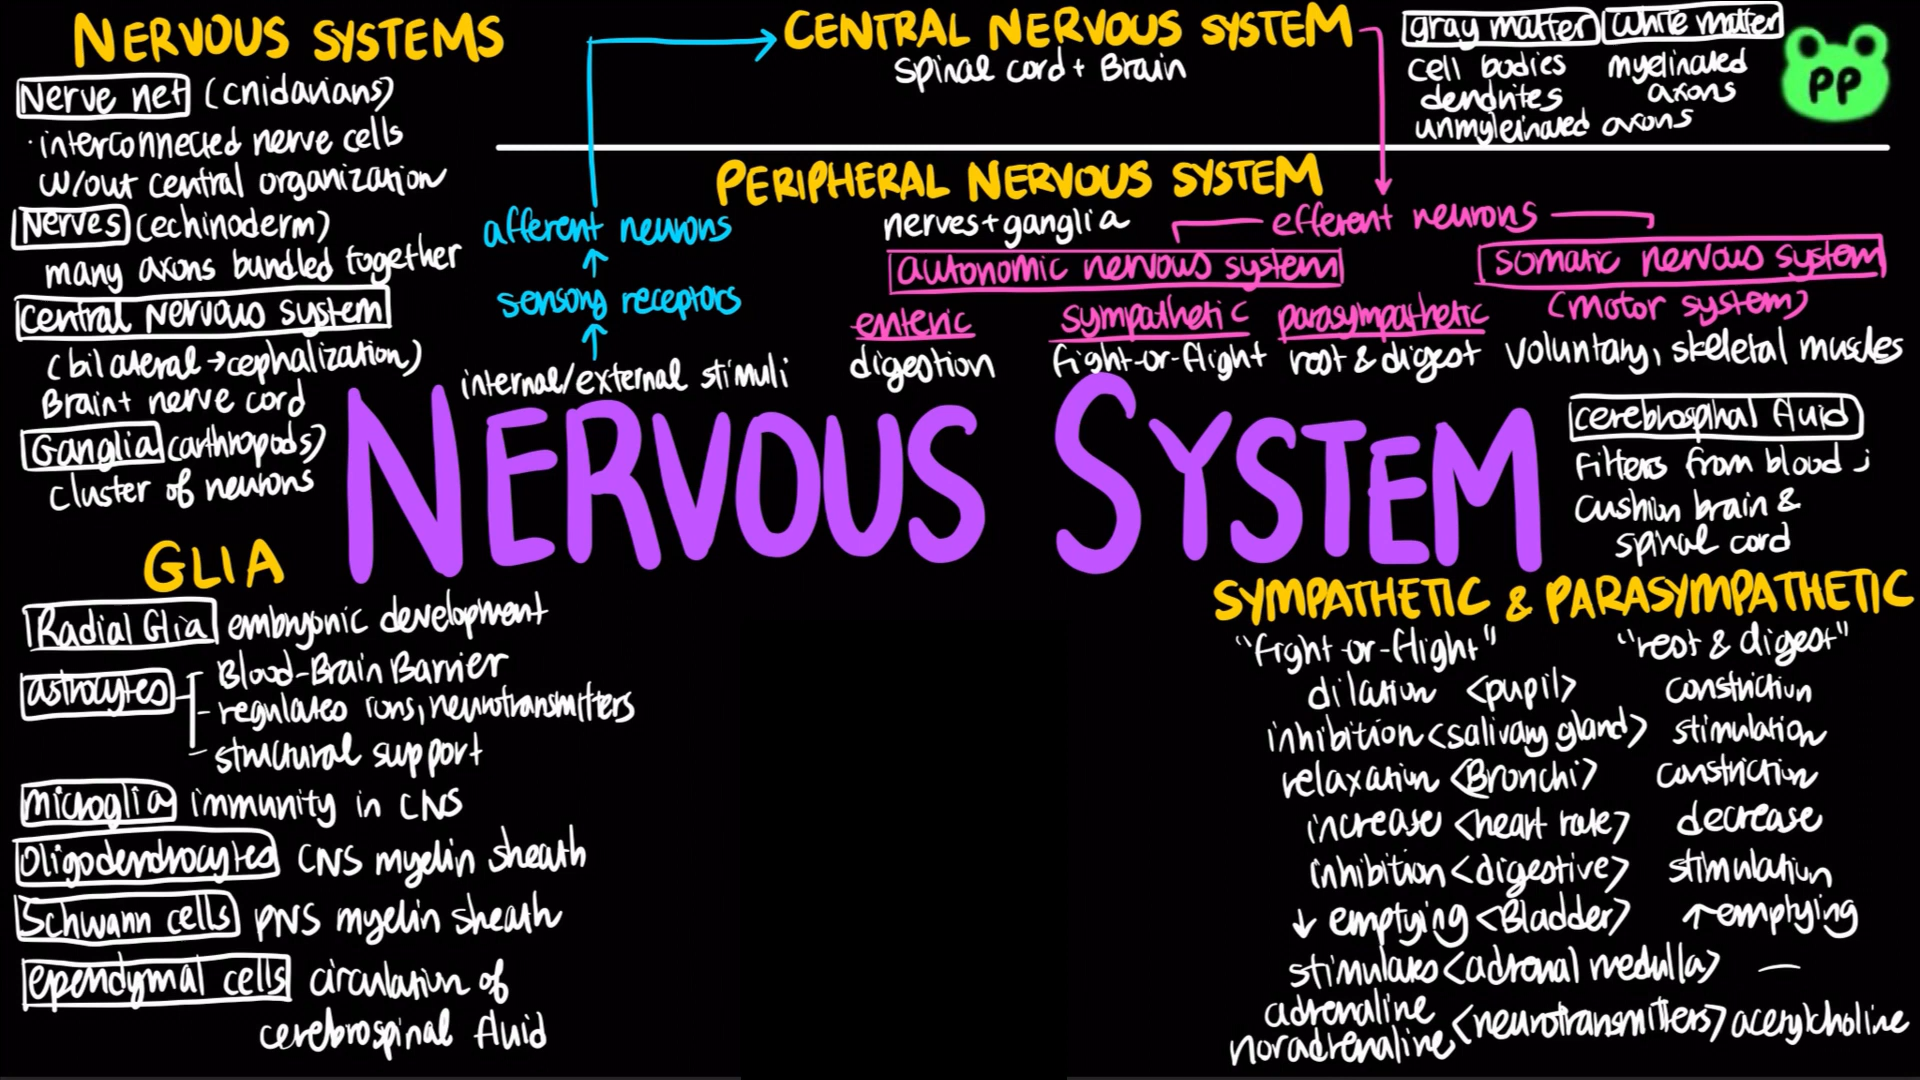 NERVOUS SYSTEMS
Nerve net (cnidarians)
· interconnected nerve cells
w/out central organization
Nerves (echinoderm)
many axons bundled together
central nervous system
(bilateral → cephalization)
Brain + nerve cord
Ganglia (arthropods)
cluster of neurons
CENTRAL NERVOUS SYSTEM
spinal cord + Brain
gray matter
cell bodies
dendrites
unmyleinated axons
white matter
myelinated
axons
PP
PERIPHERAL NERVOUS SYSTEM
nerves + ganglia
afferent neurons
↑
sensory receptors
↑
internal/external stimuli
efferent neurons
autonomic nervous system
somatic nervous system
(motor system)
voluntary, skeletal muscles
enteric
digestion
sympathetic
fight-or-flight
parasympathetic
rest & digest
NERVOUS SYSTEM
cerebrospinal fluid
filters from blood ;
cushion brain &
spinal cord
GLIA
Radial Glia embryonic development
astrocytes - Blood-Brain Barrier
- regulates ions, neurotransmitters
- structural support
microglia immunity in CNS
Oligodendrocytes CNS myelin sheath
Schwann cells PNS myelin sheath
ependymal cells circulation of
cerebrospinal fluid
SYMPATHETIC & PARASYMPATHETIC
"fight-or-flight" "rest & digest"
dilation <pupil> constriction
inhibition <salivary gland> stimulation
relaxation <Bronchi> constriction
increase <heart rate> decrease
inhibition <digestive> stimulation
↓ emptying <Bladder> ↑ emptying
stimulates <adrenal medulla> —
adrenaline
noradrenaline <neurotransmitters> acetylcholine